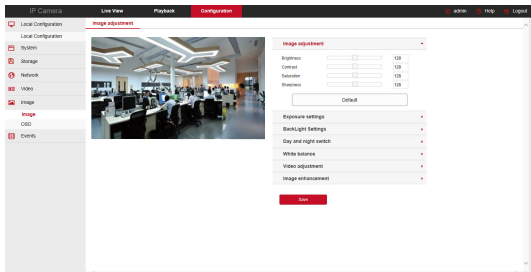 IP Camera
Live View
Playback
Configuration
admin
Help
Logout
Local Configuration
Local Configuration
System
Storage
Network
Video
Image
Image
OSD
Events
Image adjustment
Image adjustment
Brightness 128
Contrast 128
Saturation 128
Sharpness 128
Default
Exposure settings
BackLight Settings
Day and night switch
White balance
Video adjustment
Image enhancement
Save